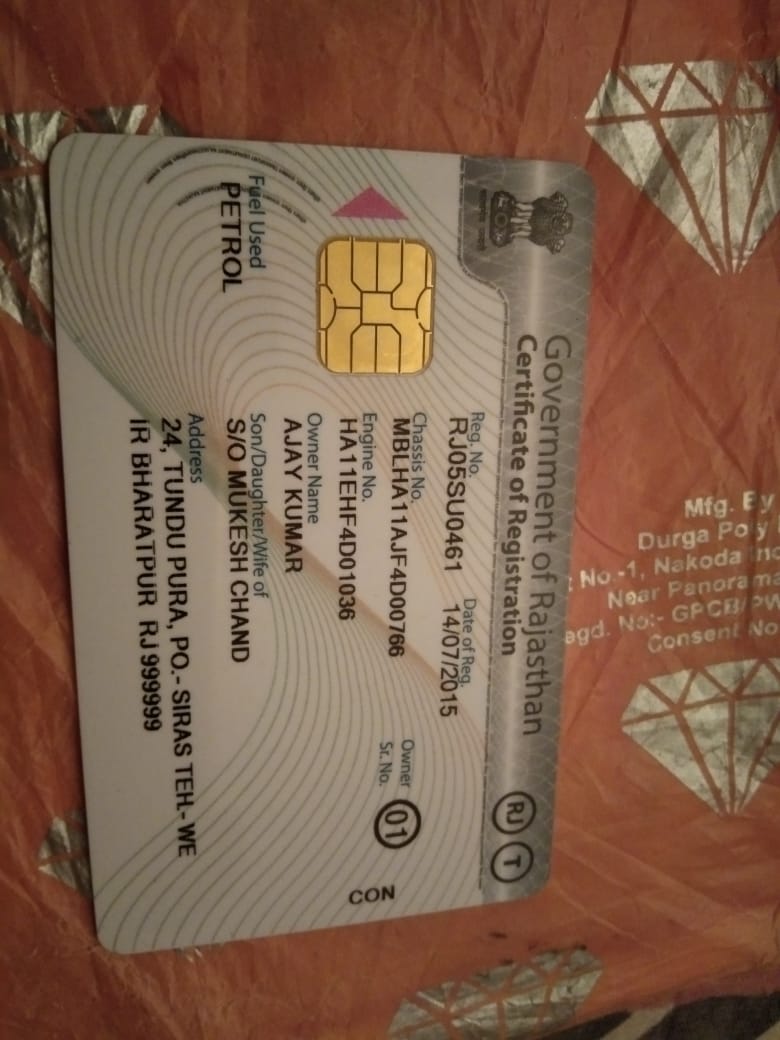 Government of Rajasthan
Certificate of Registration
RJ T
Reg. No. Date of Reg.
RJ05SU0461 14/07/2015
Chassis No.
MBLHA11AJF4D00766
Owner Sr. No. 01
Engine No.
HA11EHF4D01036
CON
Owner Name
AJAY KUMAR
Fuel Used
PETROL
Son/Daughter/Wife of
S/O MUKESH CHAND
Address
24, TUNDU PURA, PO.- SIRAS TEH.- WE
IR BHARATPUR RJ 999999
Mfg. By
Durga Poly
No.-1, Nakoda
Near Panorama
No:- GPCB/PW
Consent No